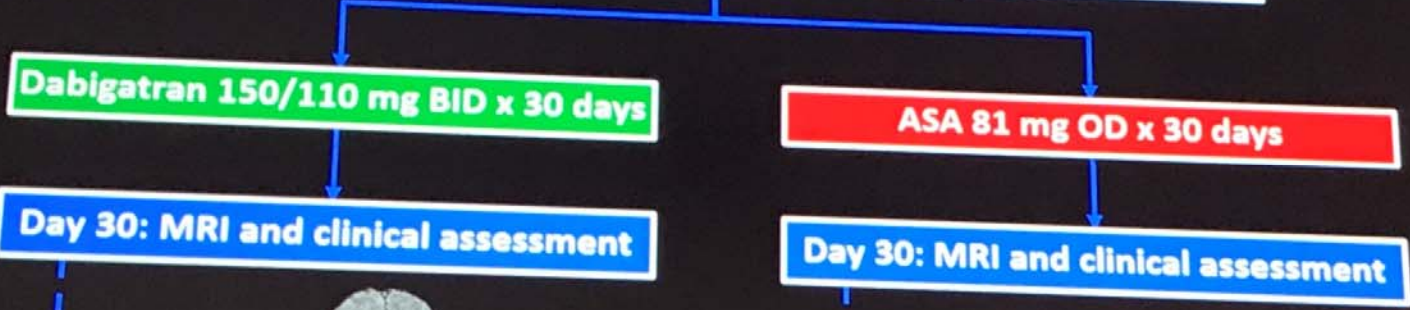 Dabigatran 150/110 mg BID x 30 days
ASA 81 mg OD x 30 days
Day 30: MRI and clinical assessment
Day 30: MRI and clinical assessment